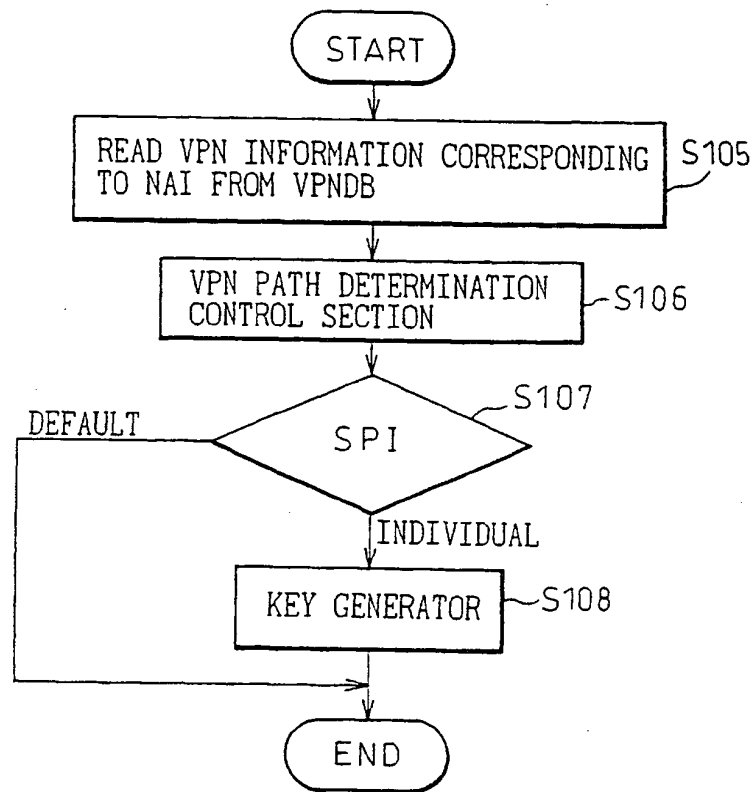 START
READ VPN INFORMATION CORRESPONDING
TO NAI FROM VPNDB
S105
VPN PATH DETERMINATION
CONTROL SECTION
S106
S107
DEFAULT
SPI
INDIVIDUAL
KEY GENERATOR
S108
END